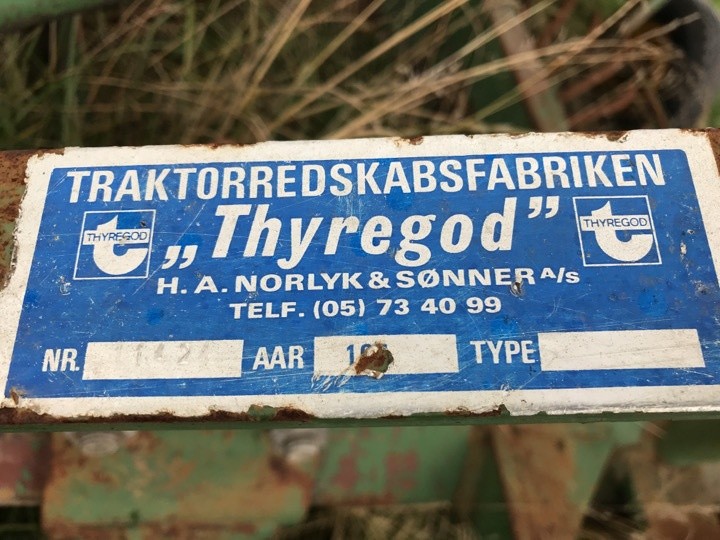 TRAKTORREDSKABSFABRIKEN
THYREGOD
„Thyregod”
THYREGOD
H. A. NORLYK & SØNNER A/S
TELF. (05) 73 40 99
NR. AAR TYPE